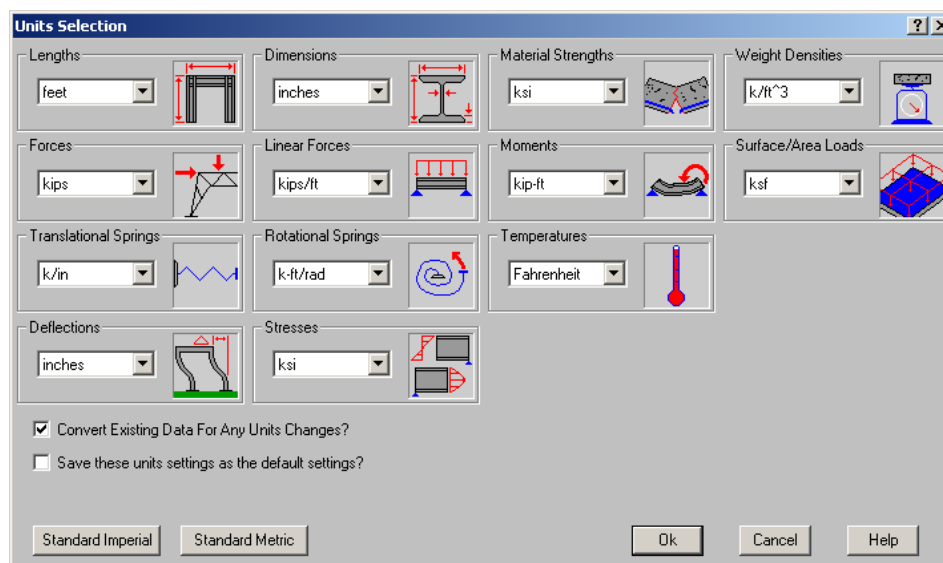 Units Selection
Lengths
Dimensions
Material Strengths
Weight Densities
feet
inches
ksi
k/ft^3
Forces
Linear Forces
Moments
Surface/Area Loads
kips
kips/ft
kip-ft
ksf
Translational Springs
Rotational Springs
Temperatures
k/in
k-ft/rad
Fahrenheit
Deflections
Stresses
inches
ksi
Convert Existing Data For Any Units Changes?
Save these units settings as the default settings?
Standard Imperial
Standard Metric
Ok
Cancel
Help